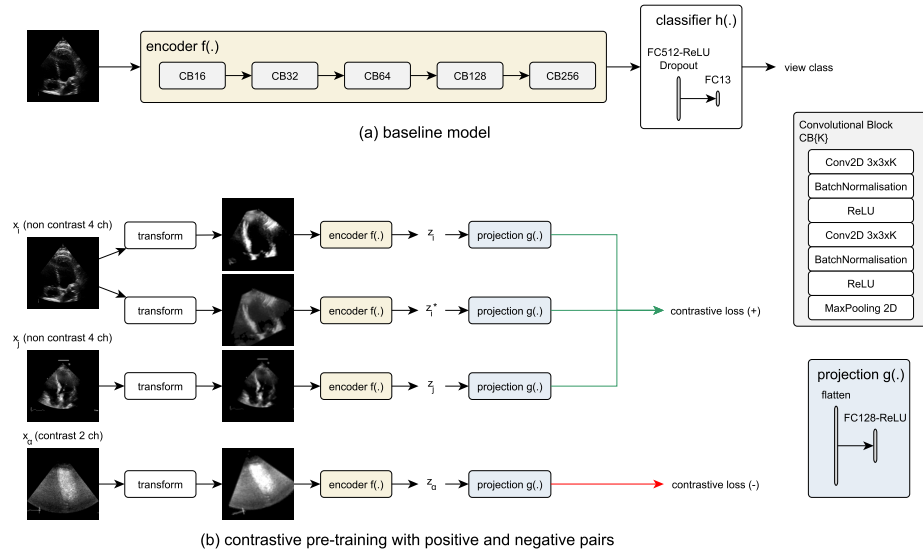 classifier h(.)
encoder f(.)
CB16
CB32
CB64
CB128
CB256
FC512-ReLU
Dropout
FC13
view class
(a) baseline model
Convolutional Block
CB{K}
Conv2D 3x3xK
BatchNormalisation
ReLU
Conv2D 3x3xK
BatchNormalisation
ReLU
MaxPooling 2D
x_i (non contrast 4 ch)
transform
encoder f(.)
z_i
projection g(.)
transform
encoder f(.)
z_i*
projection g(.)
contrastive loss (+)
x_j (non contrast 4 ch)
transform
encoder f(.)
z_j
projection g(.)
x_α (contrast 2 ch)
transform
encoder f(.)
z_α
projection g(.)
contrastive loss (-)
projection g(.)
flatten
FC128-ReLU
(b) contrastive pre-training with positive and negative pairs